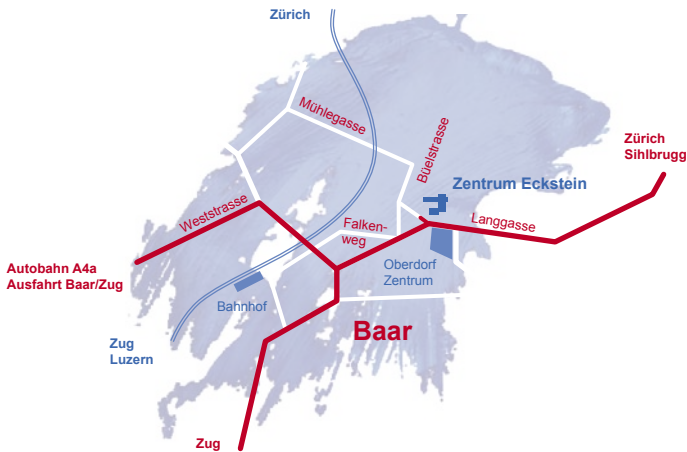 Zürich
Mühlegasse
Büelstrasse
Zürich
Sihlbrugg
Zentrum Eckstein
Weststrasse
Falken-
weg
Langgasse
Autobahn A4a
Ausfahrt Baar/Zug
Oberdorf
Zentrum
Bahnhof
Baar
Zug
Luzern
Zug